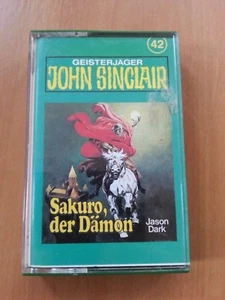 42
GEISTERJÄGER
JOHN SINCLAIR
Sakuro,
der Dämon
Jason
Dark